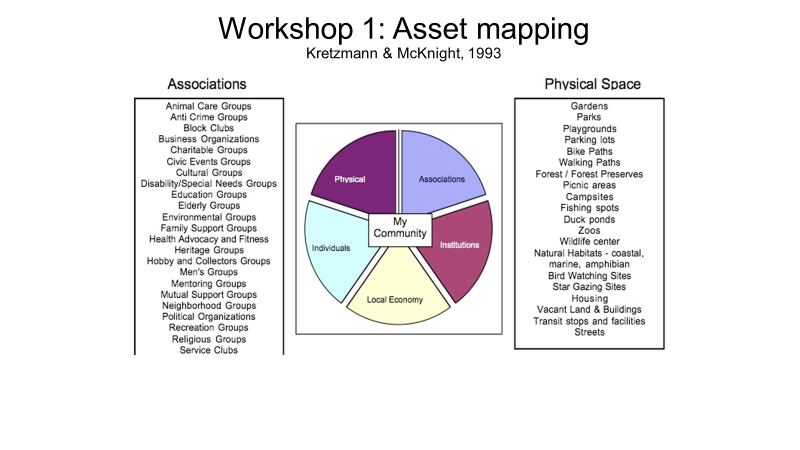 Workshop 1: Asset mapping
Kretzmann & McKnight, 1993
Associations
Animal Care Groups
Anti Crime Groups
Block Clubs
Business Organizations
Charitable Groups
Civic Events Groups
Cultural Groups
Disability/Special Needs Groups
Education Groups
Elderly Groups
Environmental Groups
Family Support Groups
Health Advocacy and Fitness
Heritage Groups
Hobby and Collectors Groups
Men's Groups
Mentoring Groups
Mutual Support Groups
Neighborhood Groups
Political Organizations
Recreation Groups
Religious Groups
Service Clubs
Physical
Associations
My
Community
Individuals
Institutions
Local Economy
Physical Space
Gardens
Parks
Playgrounds
Parking lots
Bike Paths
Walking Paths
Forest / Forest Preserves
Picnic areas
Campsites
Fishing spots
Duck ponds
Zoos
Wildlife center
Natural Habitats - coastal,
marine, amphibian
Bird Watching Sites
Star Gazing Sites
Housing
Vacant Land & Buildings
Transit stops and facilities
Streets